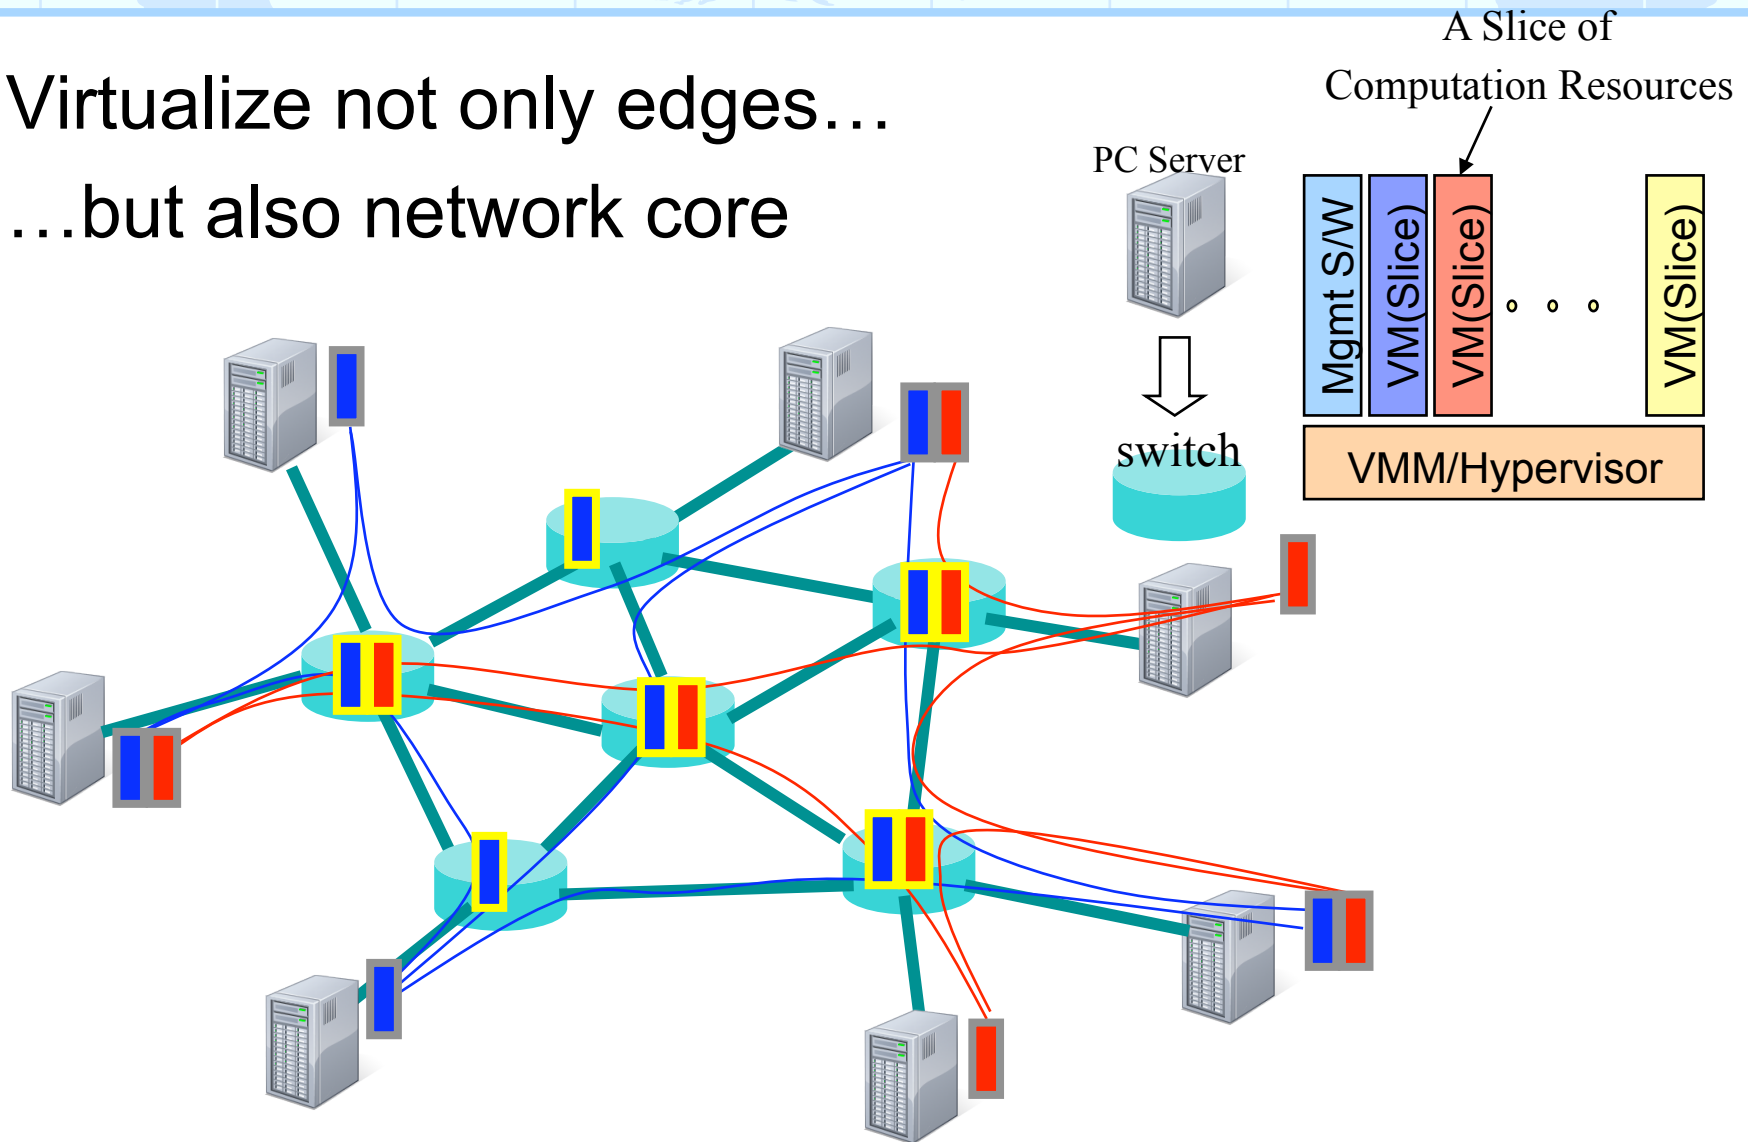 Virtualize not only edges…
…but also network core
A Slice of
Computation Resources
PC Server
switch
Mgmt S/W
VM(Slice)
VM(Slice)
VM(Slice)
VMM/Hypervisor